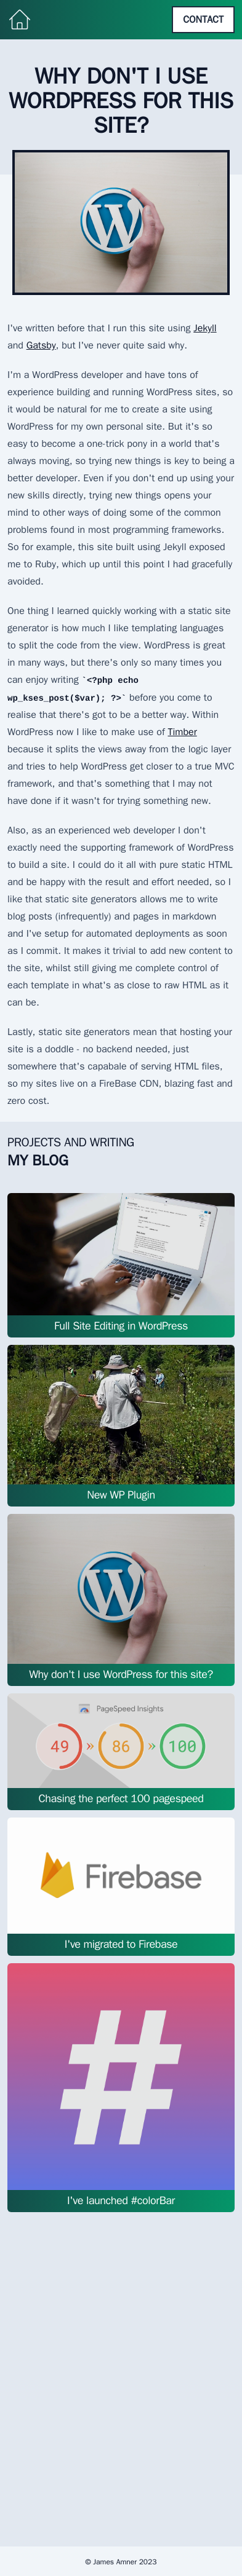 CONTACT
WHY DON'T I USE
WORDPRESS FOR THIS
SITE?
I've written before that I run this site using Jekyll
and Gatsby, but I've never quite said why.
I'm a WordPress developer and have tons of
experience building and running WordPress sites, so
it would be natural for me to create a site using
WordPress for my own personal site. But it's so
easy to become a one-trick pony in a world that's
always moving, so trying new things is key to being a
better developer. Even if you don't end up using your
new skills directly, trying new things opens your
mind to other ways of doing some of the common
problems found in most programming frameworks.
So for example, this site built using Jekyll exposed
me to Ruby, which up until this point I had gracefully
avoided.
One thing I learned quickly working with a static site
generator is how much I like templating languages
to split the code from the view. WordPress is great
in many ways, but there's only so many times you
can enjoy writing `<?php echo
wp_kses_post($var); ?>` before you come to
realise that there's got to be a better way. Within
WordPress now I like to make use of Timber
because it splits the views away from the logic layer
and tries to help WordPress get closer to a true MVC
framework, and that's something that I may not
have done if it wasn't for trying something new.
Also, as an experienced web developer I don't
exactly need the supporting framework of WordPress
to build a site. I could do it all with pure static HTML
and be happy with the result and effort needed, so I
like that static site generators allows me to write
blog posts (infrequently) and pages in markdown
and I've setup for automated deployments as soon
as I commit. It makes it trivial to add new content to
the site, whilst still giving me complete control of
each template in what's as close to raw HTML as it
can be.
Lastly, static site generators mean that hosting your
site is a doddle - no backend needed, just
somewhere that's capabale of serving HTML files,
so my sites live on a FireBase CDN, blazing fast and
zero cost.
PROJECTS AND WRITING
MY BLOG
Full Site Editing in WordPress
New WP Plugin
Why don't I use WordPress for this site?
PageSpeed Insights
49 » 86 » 100
Chasing the perfect 100 pagespeed
Firebase
I've migrated to Firebase
#
I've launched #colorBar
© James Amner 2023